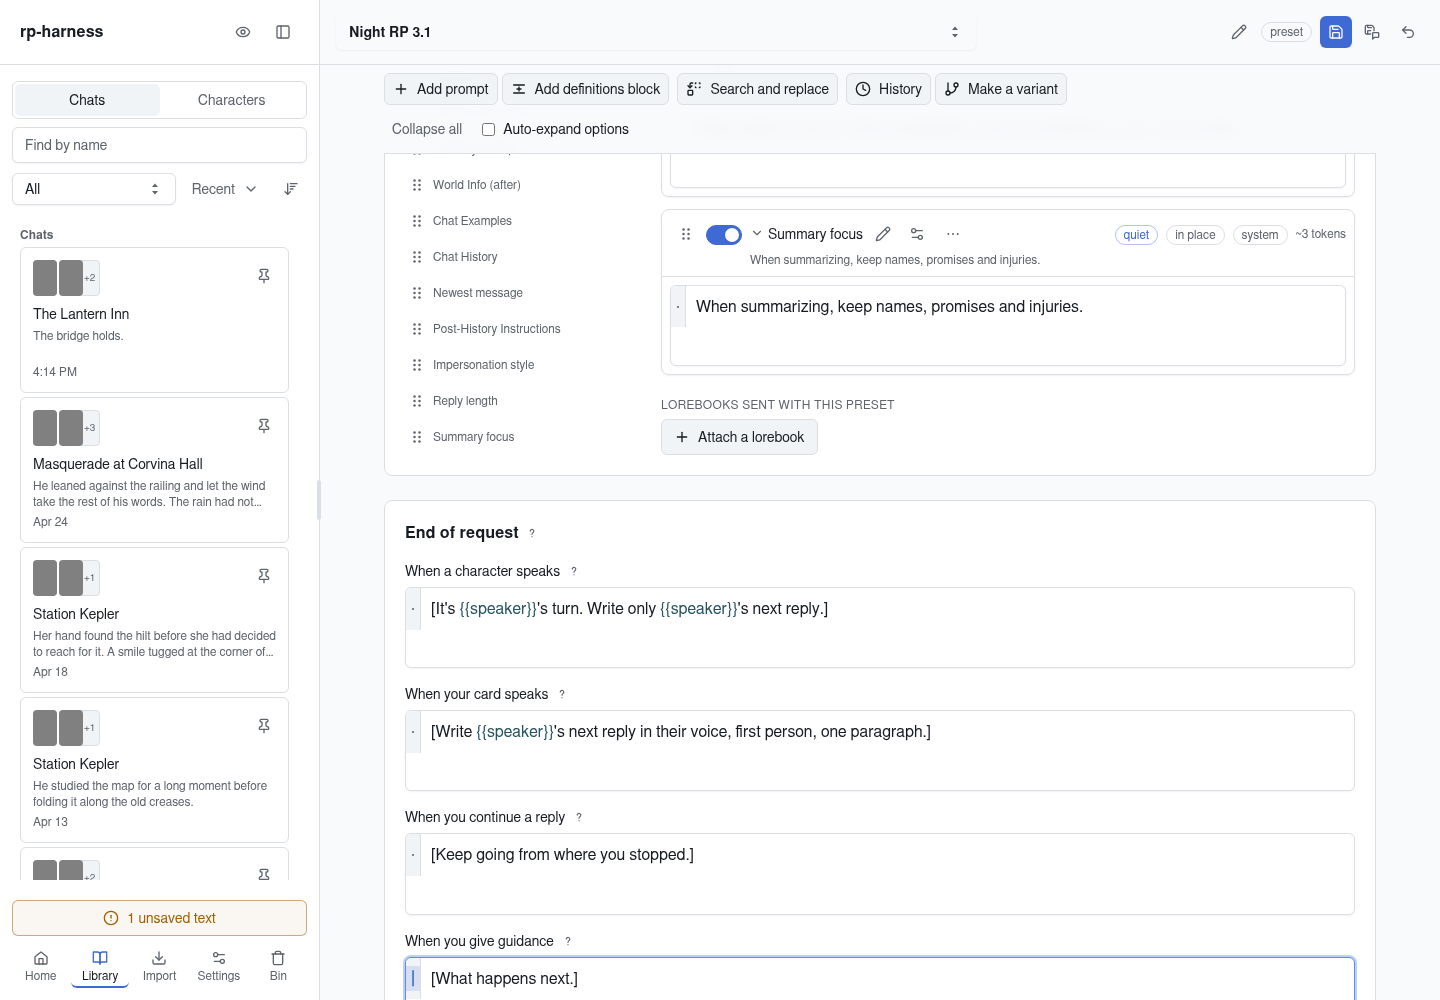 rp-harness
Night RP 3.1
preset
Chats
Characters
Find by name
All
Recent
Chats
+2
The Lantern Inn
The bridge holds.
4:14 PM
+3
Masquerade at Corvina Hall
He leaned against the railing and let the wind
take the rest of his words. The rain had not…
Apr 24
+1
Station Kepler
Her hand found the hilt before she had decided
to reach for it. A smile tugged at the corner of…
Apr 18
+1
Station Kepler
He studied the map for a long moment before
folding it along the old creases.
Apr 13
+2
1 unsaved text
Home
Library
Import
Settings
Bin
Add prompt
Add definitions block
Search and replace
History
Make a variant
Collapse all
Auto-expand options
World Info (after)
Chat Examples
Chat History
Newest message
Post-History Instructions
Impersonation style
Reply length
Summary focus
Summary focus
quiet
in place
system
~3 tokens
When summarizing, keep names, promises and injuries.
When summarizing, keep names, promises and injuries.
LOREBOOKS SENT WITH THIS PRESET
Attach a lorebook
End of request ?
When a character speaks ?
[It's {{speaker}}'s turn. Write only {{speaker}}'s next reply.]
When your card speaks ?
[Write {{speaker}}'s next reply in their voice, first person, one paragraph.]
When you continue a reply ?
[Keep going from where you stopped.]
When you give guidance ?
[What happens next.]